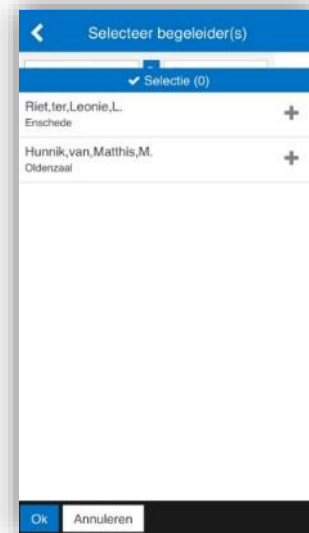 Selecteer begeleider(s)
Selectie (0)
Riet,ter,Leonie,L.
Enschede
Hunnik,van,Matthis,M.
Oldenzaal
Ok
Annuleren